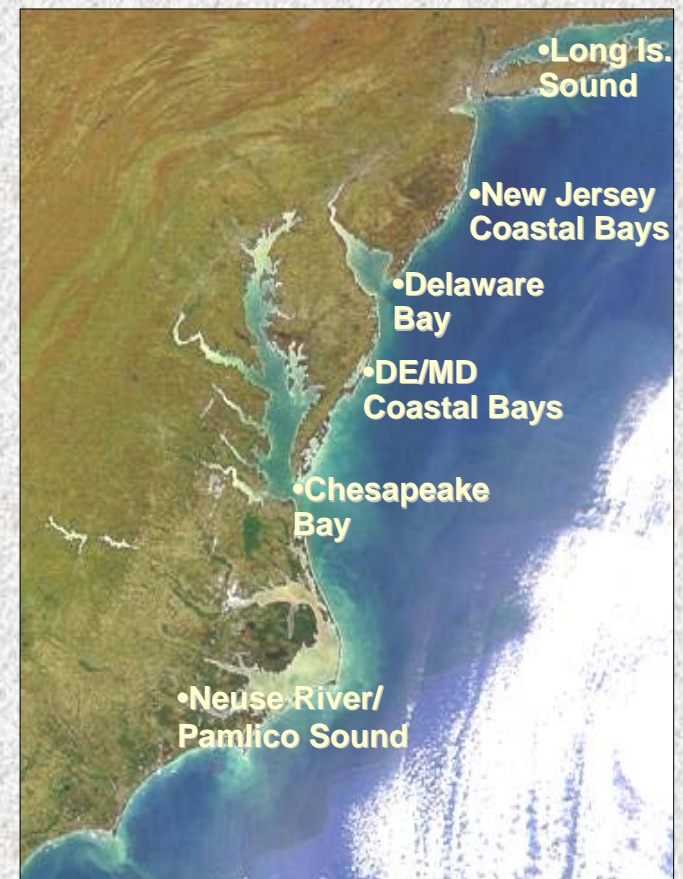 •Long Is.
Sound
•New Jersey
Coastal Bays
•Delaware
Bay
•DE/MD
Coastal Bays
•Chesapeake
Bay
•Neuse River/
Pamlico Sound